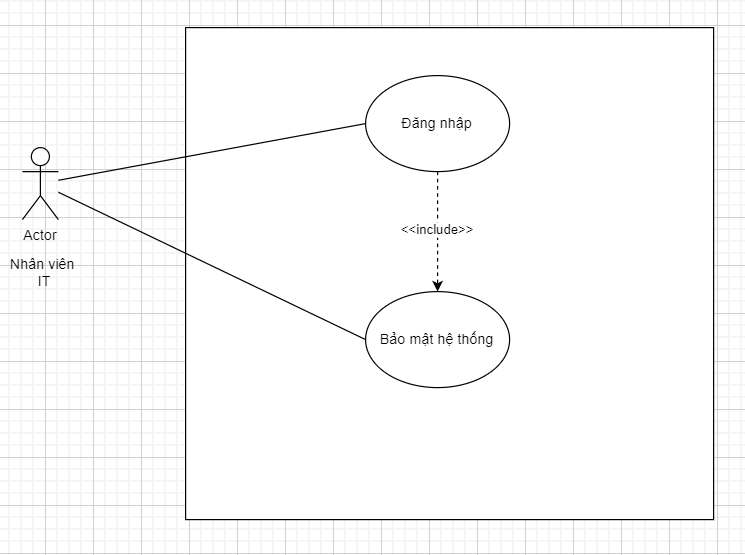 Đăng nhập
<<include>>
Actor
Nhân viên
IT
Bảo mật hệ thống